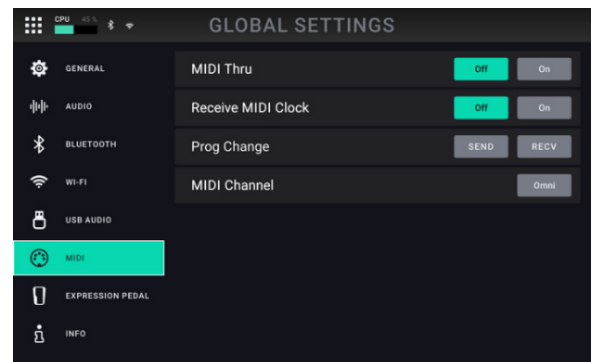 CPU 45 % GLOBAL SETTINGS
GENERAL
MIDI Thru Off On
AUDIO
Receive MIDI Clock Off On
BLUETOOTH
Prog Change SEND RECV
WI-FI
MIDI Channel Omni
USB AUDIO
MIDI
EXPRESSION PEDAL
INFO